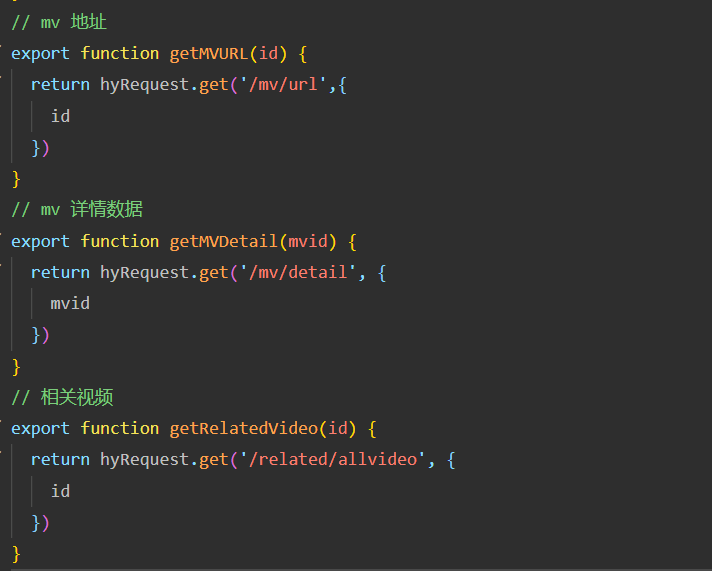 // mv 地址
export function getMVURL(id) {
  return hyRequest.get('/mv/url',{
    id
  })
}
// mv 详情数据
export function getMVDetail(mvid) {
  return hyRequest.get('/mv/detail', {
    mvid
  })
}
// 相关视频
export function getRelatedVideo(id) {
  return hyRequest.get('/related/allvideo', {
    id
  })
}